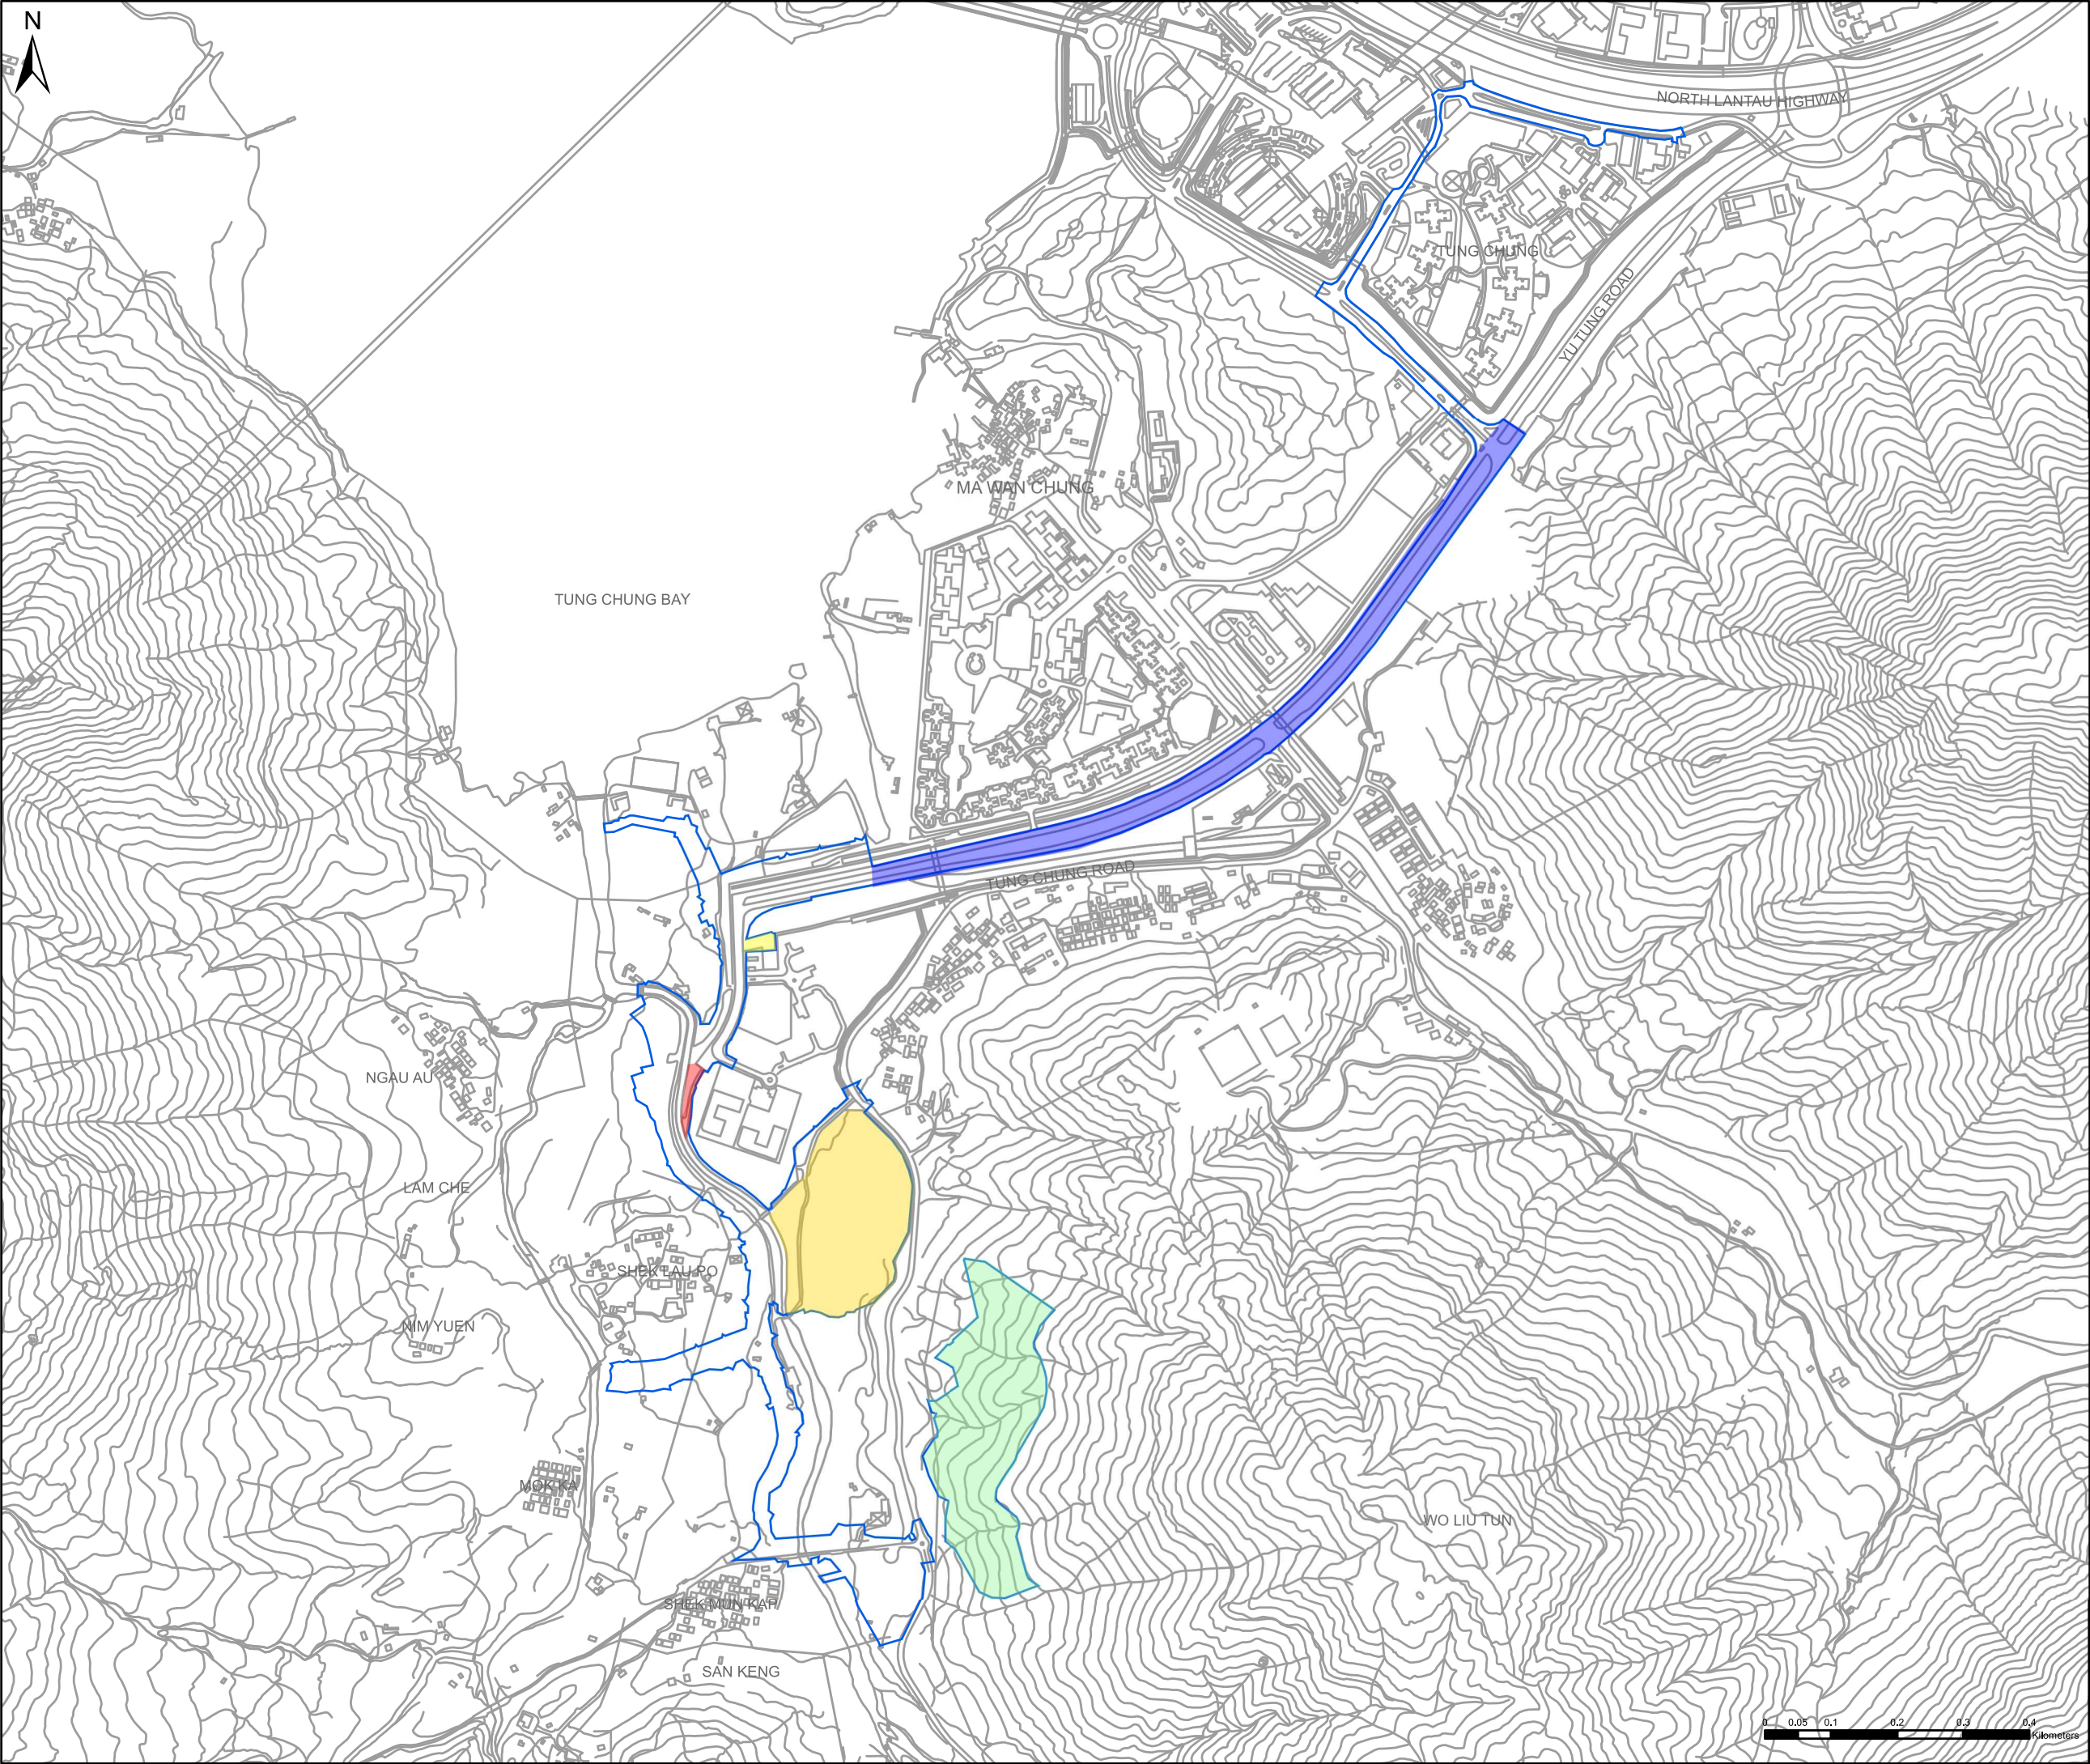 N
NORTH LANTAU HIGHWAY
TUNG CHUNG
YU TUNG ROAD
MA WAN CHUNG
TUNG CHUNG BAY
TUNG CHUNG ROAD
NGAU AU
LAM CHE
SHEK LAU PO
NIM YUEN
MOK KA
WO LIU TUN
SHEK MUN KAP
SAN KENG
0 0.05 0.1 0.2 0.3 0.4
Kilometers